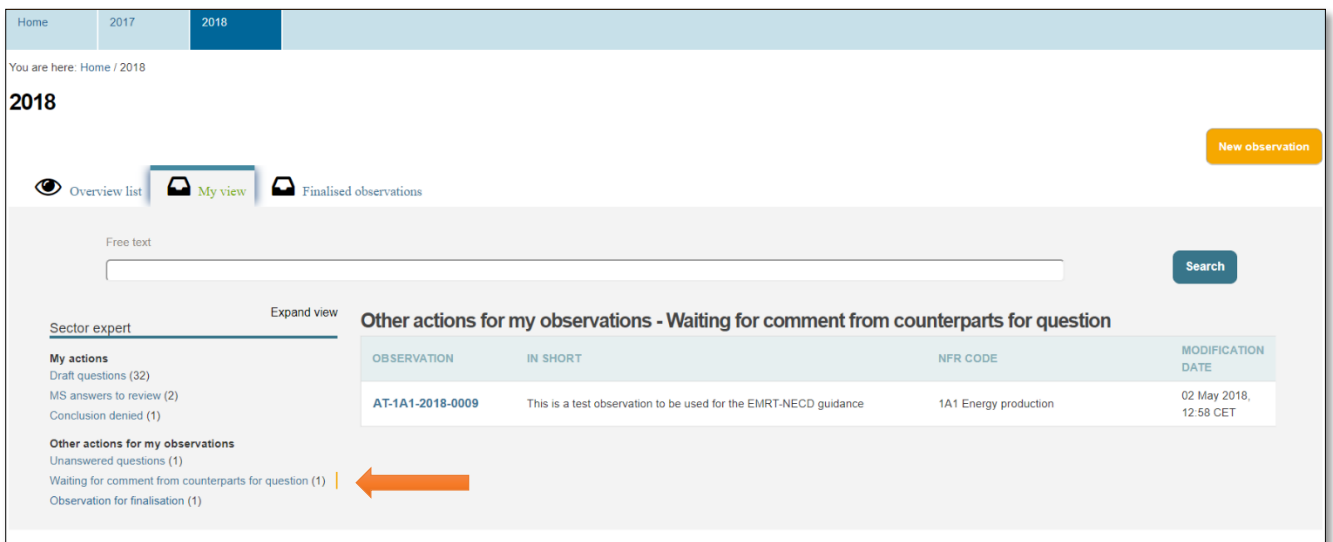 Home 2017 2018
You are here: Home / 2018
2018
New observation
Overview list My view Finalised observations
Free text
Search
Expand view
Sector expert
My actions
Draft questions (32)
MS answers to review (2)
Conclusion denied (1)
Other actions for my observations
Unanswered questions (1)
Waiting for comment from counterparts for question (1)
Observation for finalisation (1)
Other actions for my observations - Waiting for comment from counterparts for question
OBSERVATION IN SHORT NFR CODE MODIFICATION
DATE
AT-1A1-2018-0009 This is a test observation to be used for the EMRT-NECD guidance 1A1 Energy production 02 May 2018,
12:58 CET